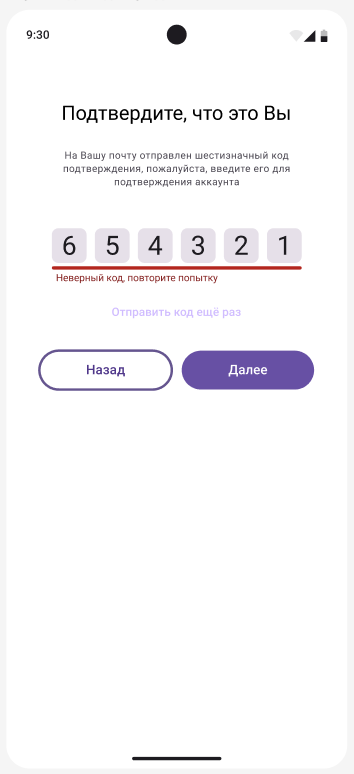 9:30
Подтвердите, что это Вы
На Вашу почту отправлен шестизначный код
подтверждения, пожалуйста, введите его для
подтверждения аккаунта
6 5 4 3 2 1
Неверный код, повторите попытку
Отправить код ещё раз
Назад Далее